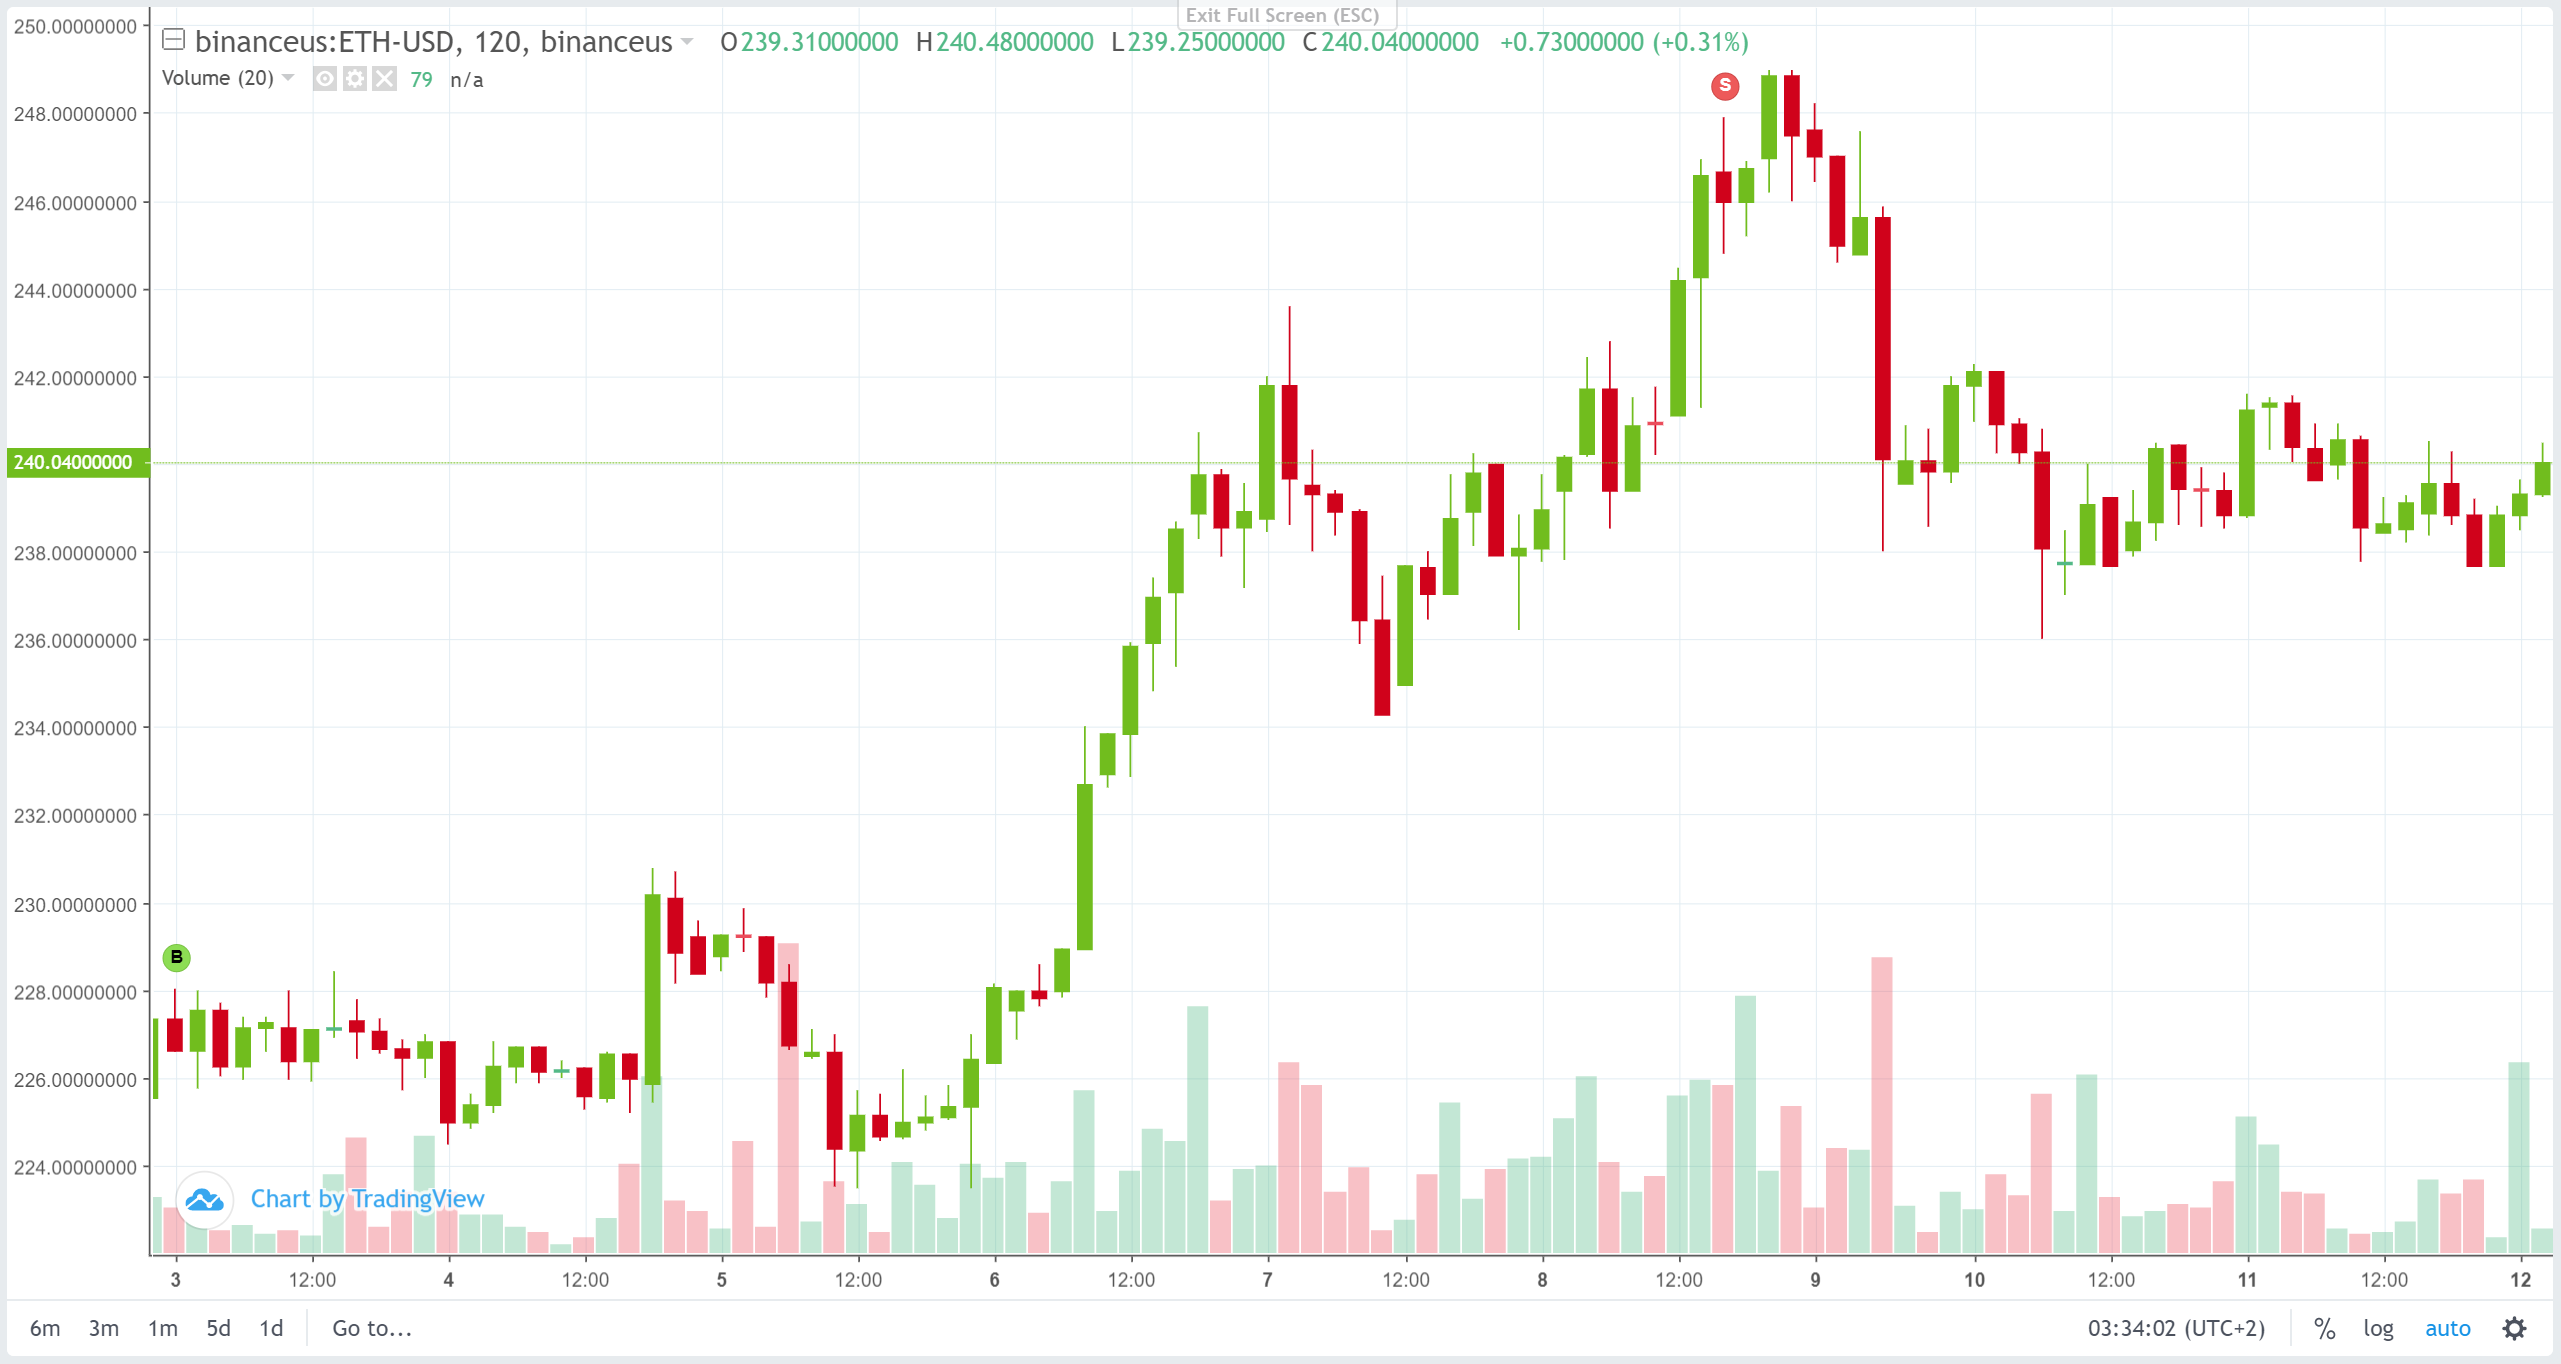 Exit Full Screen (ESC)
binanceus:ETH-USD, 120, binanceus O239.31000000 H240.48000000 L239.25000000 C240.04000000 +0.73000000 (+0.31%)
Volume (20) 79 n/a
250.00000000
248.00000000
246.00000000
244.00000000
242.00000000
240.04000000
238.00000000
236.00000000
234.00000000
232.00000000
230.00000000
228.00000000
226.00000000
224.00000000
S
B
Chart by TradingView
3 12:00 4 12:00 5 12:00 6 12:00 7 12:00 8 12:00 9 10 12:00 11 12:00 12
6m 3m 1m 5d 1d Go to... 03:34:02 (UTC+2) % log auto